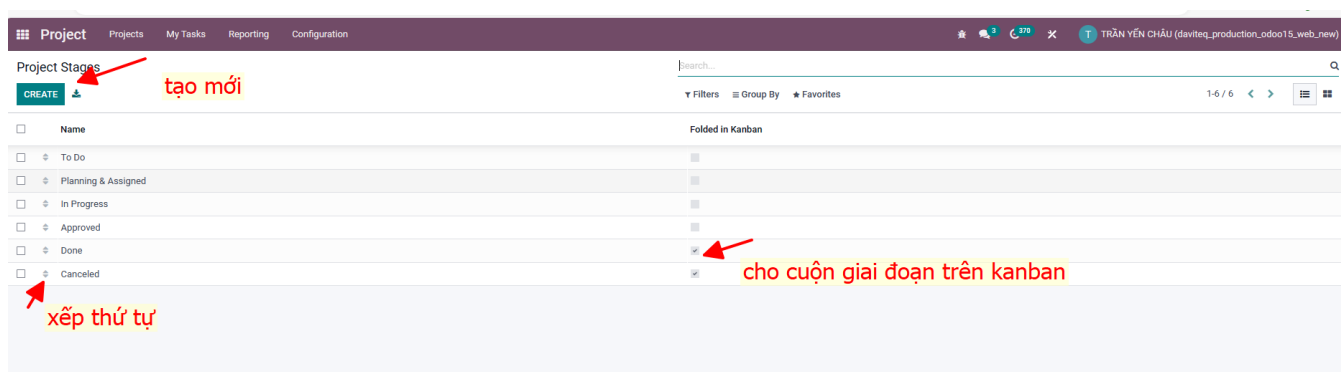 Project Projects My Tasks Reporting Configuration 3 370 T TRẦN YẾN CHÂU (daviteq_production_odoo15_web_new)
Project Stages Search...
CREATE tạo mới Filters Group By Favorites 1-6 / 6
Name Folded in Kanban
To Do
Planning & Assigned
In Progress
Approved
Done
Canceled cho cuộn giai đoạn trên kanban
xếp thứ tự